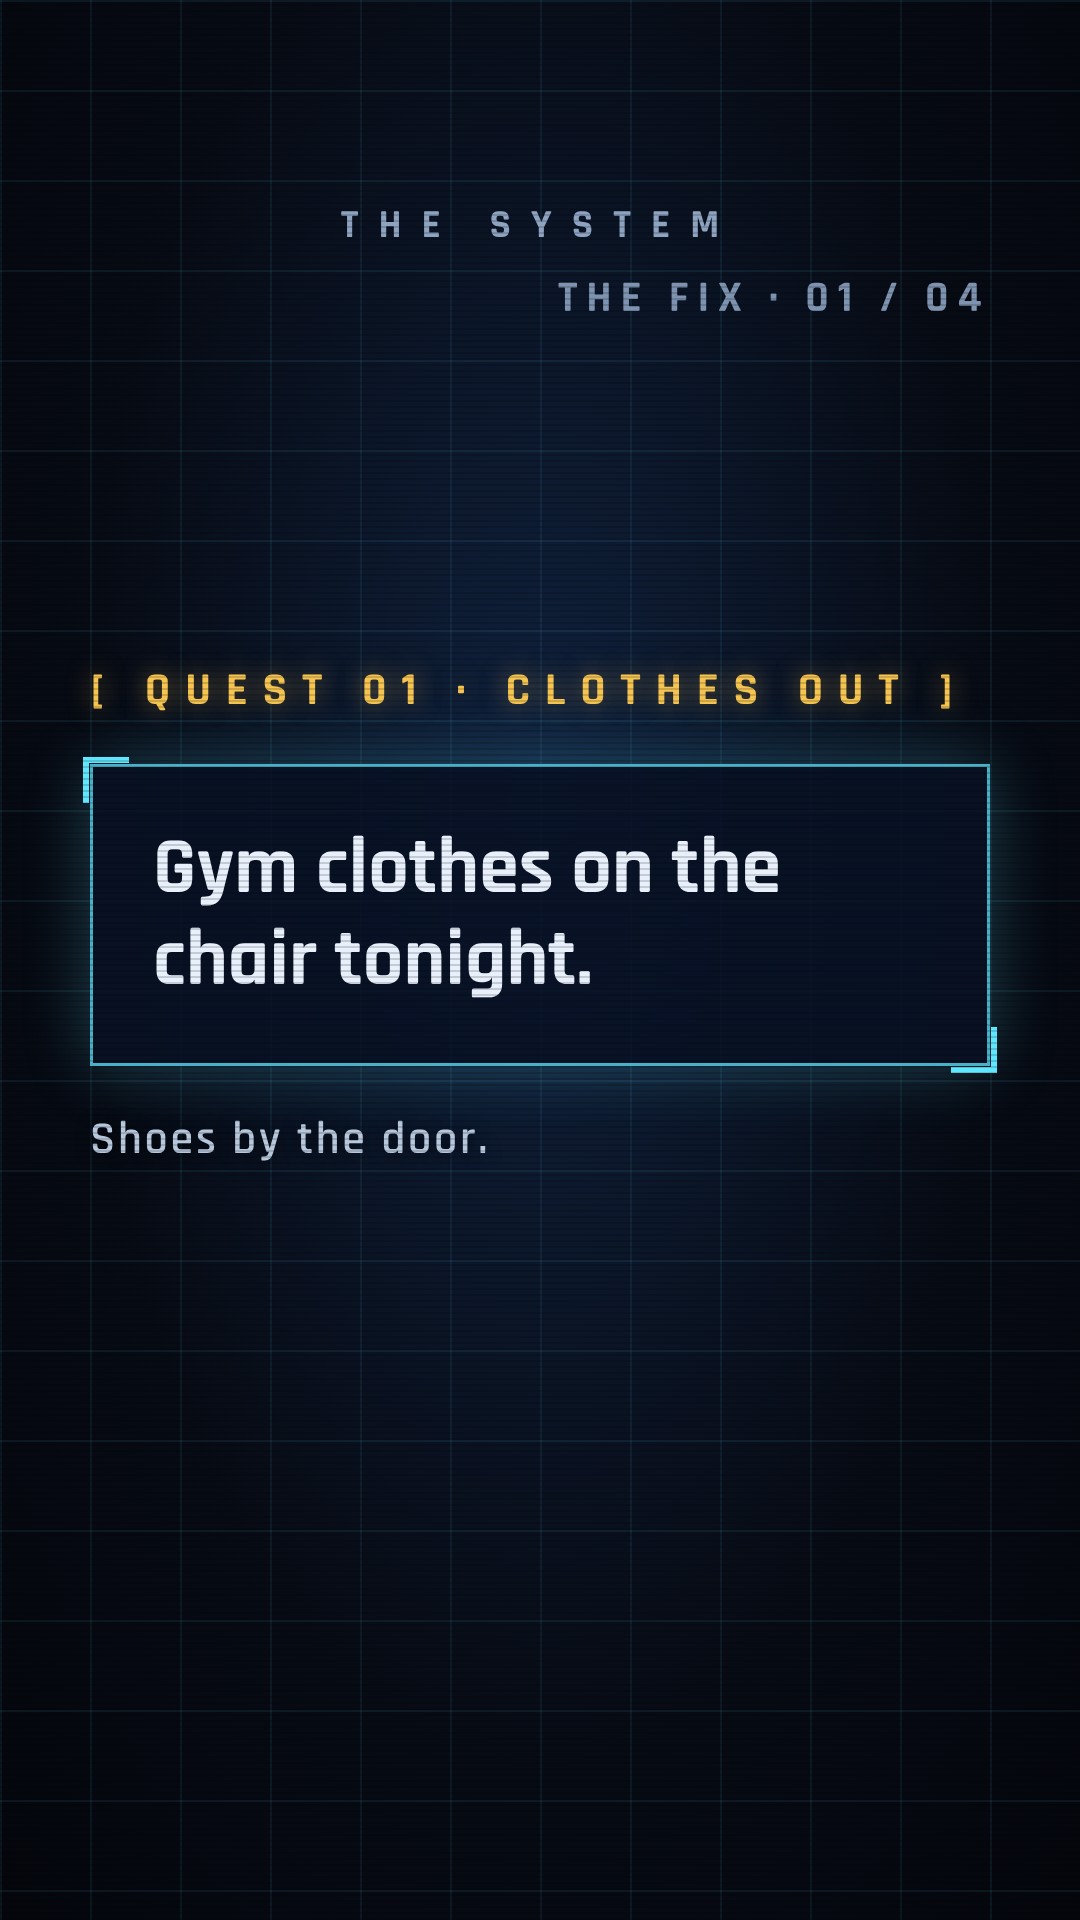 THE SYSTEM
THE FIX · 01 / 04
[ QUEST 01 · CLOTHES OUT ]
Gym clothes on the
chair tonight.
Shoes by the door.